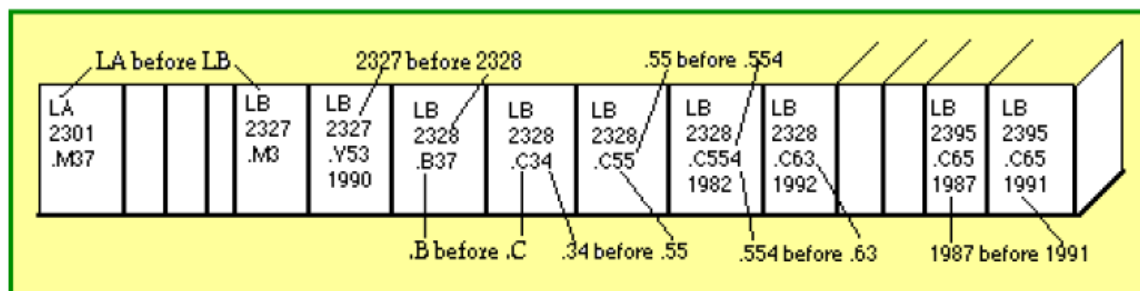 LA before LB
2327 before 2328
.55 before .554
LA
2301
.M37
LB
2327
.M3
LB
2327
.Y53
1990
LB
2328
.B37
LB
2328
.C34
LB
2328
.C55
LB
2328
.C554
1982
LB
2328
.C63
1992
LB
2395
.C65
1987
LB
2395
.C65
1991
.B before .C
.34 before .55
.554 before .63
1987 before 1991